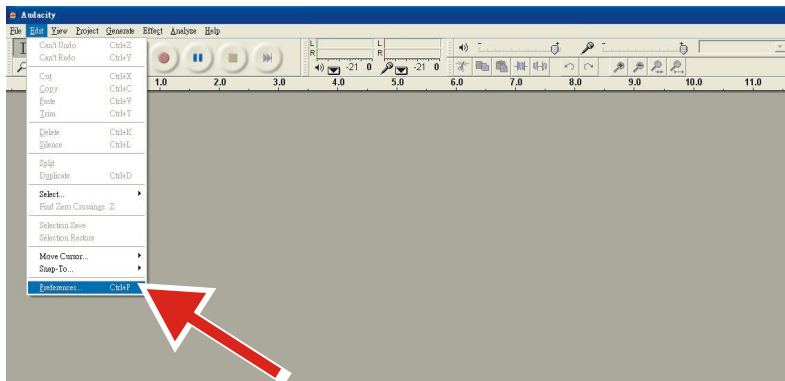 Audacity
File Edit View Project Generate Effect Analyze Help
Can't Undo Ctrl+Z
Can't Redo Ctrl+Y
Cut Ctrl+X
Copy Ctrl+C
Paste Ctrl+V
Trim Ctrl+T
Delete Ctrl+K
Silence Ctrl+L
Split
Duplicate Ctrl+D
Select...
Find Zero Crossings Z
Selection Save
Selection Restore
Move Cursor...
Snap-To...
Preferences... Ctrl+P
L L
R R
-21 0 -21 0
1.0 2.0 3.0 4.0 5.0 6.0 7.0 8.0 9.0 10.0 11.0